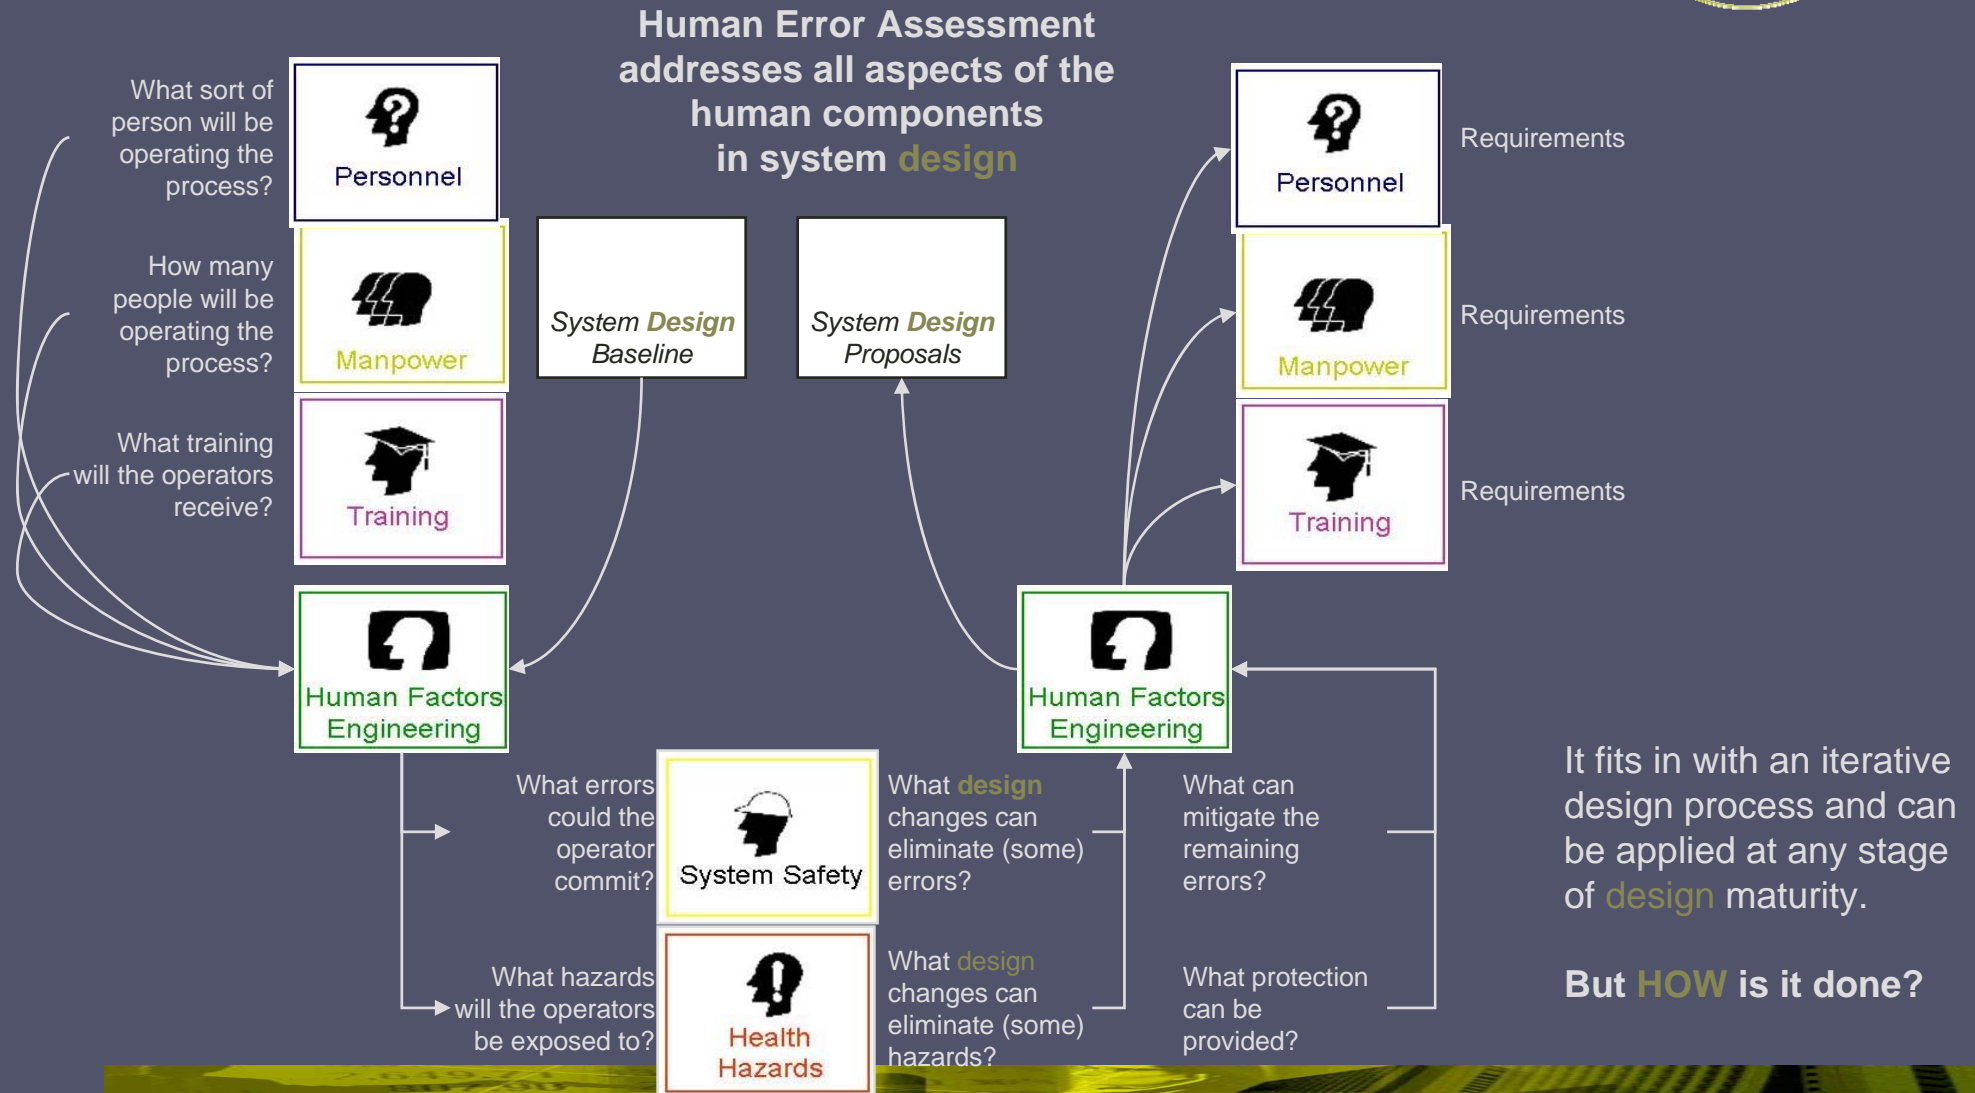 Human Error Assessment
addresses all aspects of the
human components
in system design
What sort of
person will be
operating the
process?
Personnel
How many
people will be
operating the
process?
Manpower
What training
will the operators
receive?
Training
System Design
Baseline
System Design
Proposals
Personnel
Requirements
Manpower
Requirements
Training
Requirements
Human Factors
Engineering
Human Factors
Engineering
What errors
could the
operator
commit?
System Safety
What design
changes can
eliminate (some)
errors?
What can
mitigate the
remaining
errors?
What hazards
will the operators
be exposed to?
Health
Hazards
What design
changes can
eliminate (some)
hazards?
What protection
can be
provided?
It fits in with an iterative
design process and can
be applied at any stage
of design maturity.
But HOW is it done?